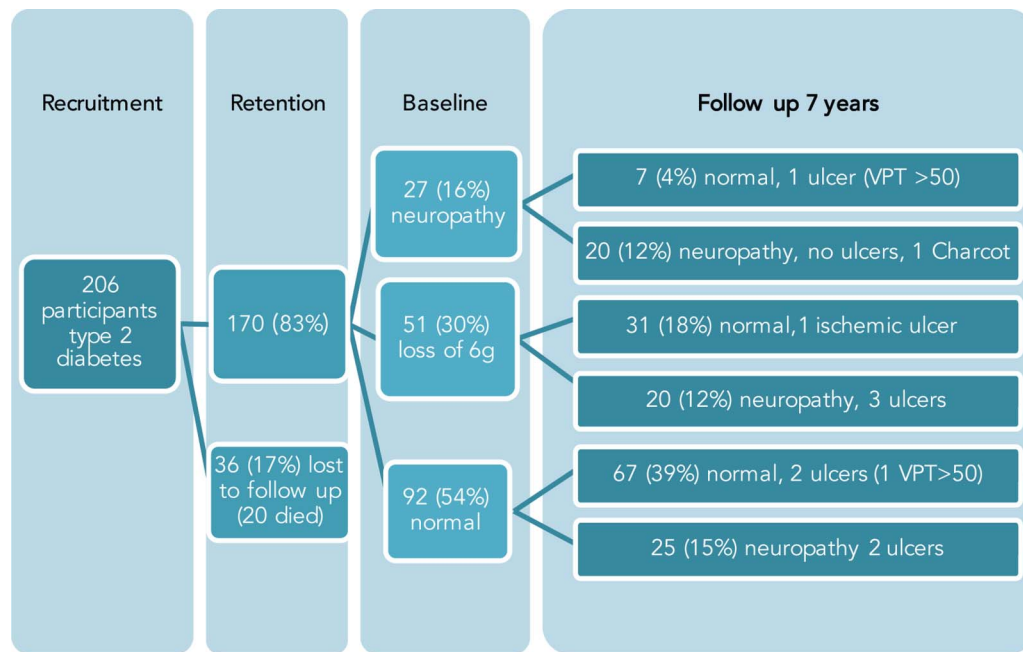 Recruitment
Retention
Baseline
Follow up 7 years
206
participants
type 2
diabetes
170 (83%)
36 (17%) lost
to follow up
(20 died)
27 (16%)
neuropathy
51 (30%)
loss of 6g
92 (54%)
normal
7 (4%) normal, 1 ulcer (VPT >50)
20 (12%) neuropathy, no ulcers, 1 Charcot
31 (18%) normal,1 ischemic ulcer
20 (12%) neuropathy, 3 ulcers
67 (39%) normal, 2 ulcers (1 VPT>50)
25 (15%) neuropathy 2 ulcers